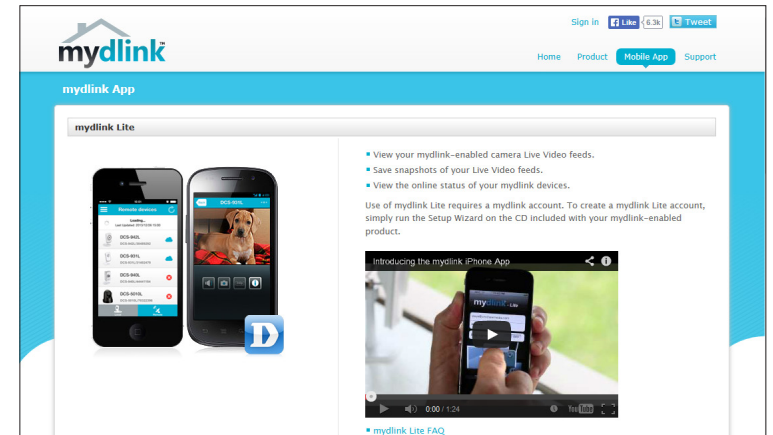 Sign in
Like
6.3k
Tweet
mydlink™
Home Product Mobile App Support
mydlink App
mydlink Lite
View your mydlink-enabled camera Live Video feeds.
Save snapshots of your Live Video feeds.
View the online status of your mydlink devices.
Use of mydlink Lite requires a mydlink account. To create a mydlink Lite account,
simply run the Setup Wizard on the CD included with your mydlink-enabled
product.
Remote devices
Loading...
DCS-942L
DCS-931L
DCS-945L
DCS-5010L
DCS-931L
D
Introducing the mydlink iPhone App
mydlink Lite
0:00 / 1:24
YouTube
mydlink Lite FAQ